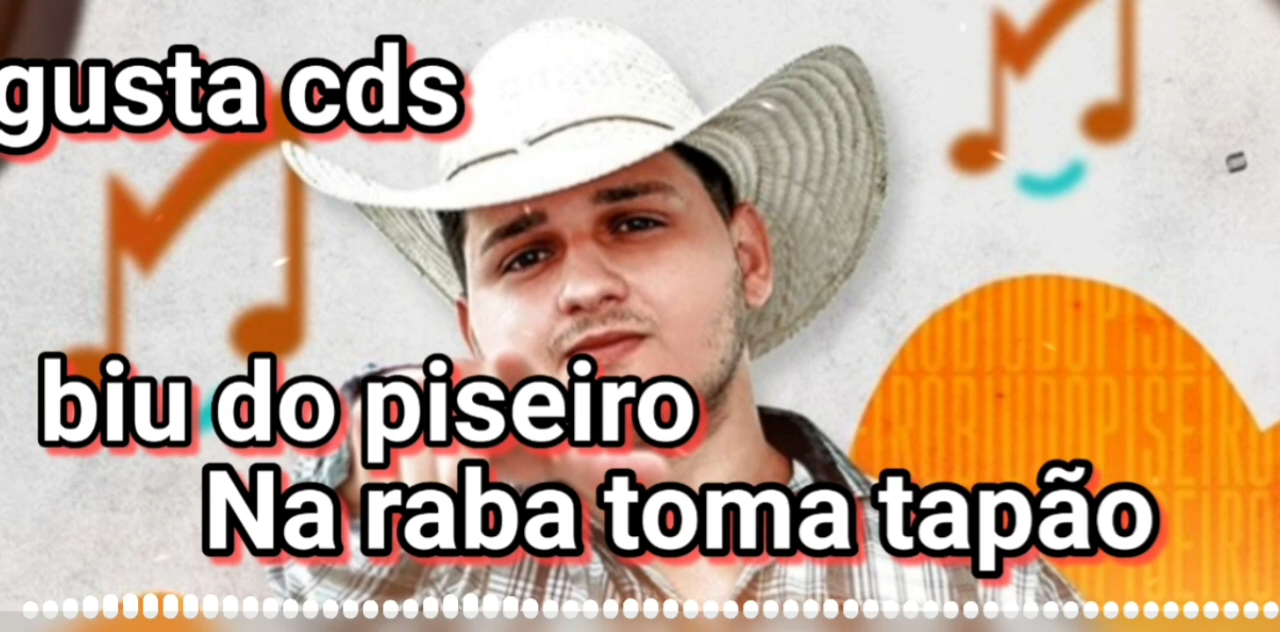 gusta cds
biu do piseiro
Na raba toma tapão